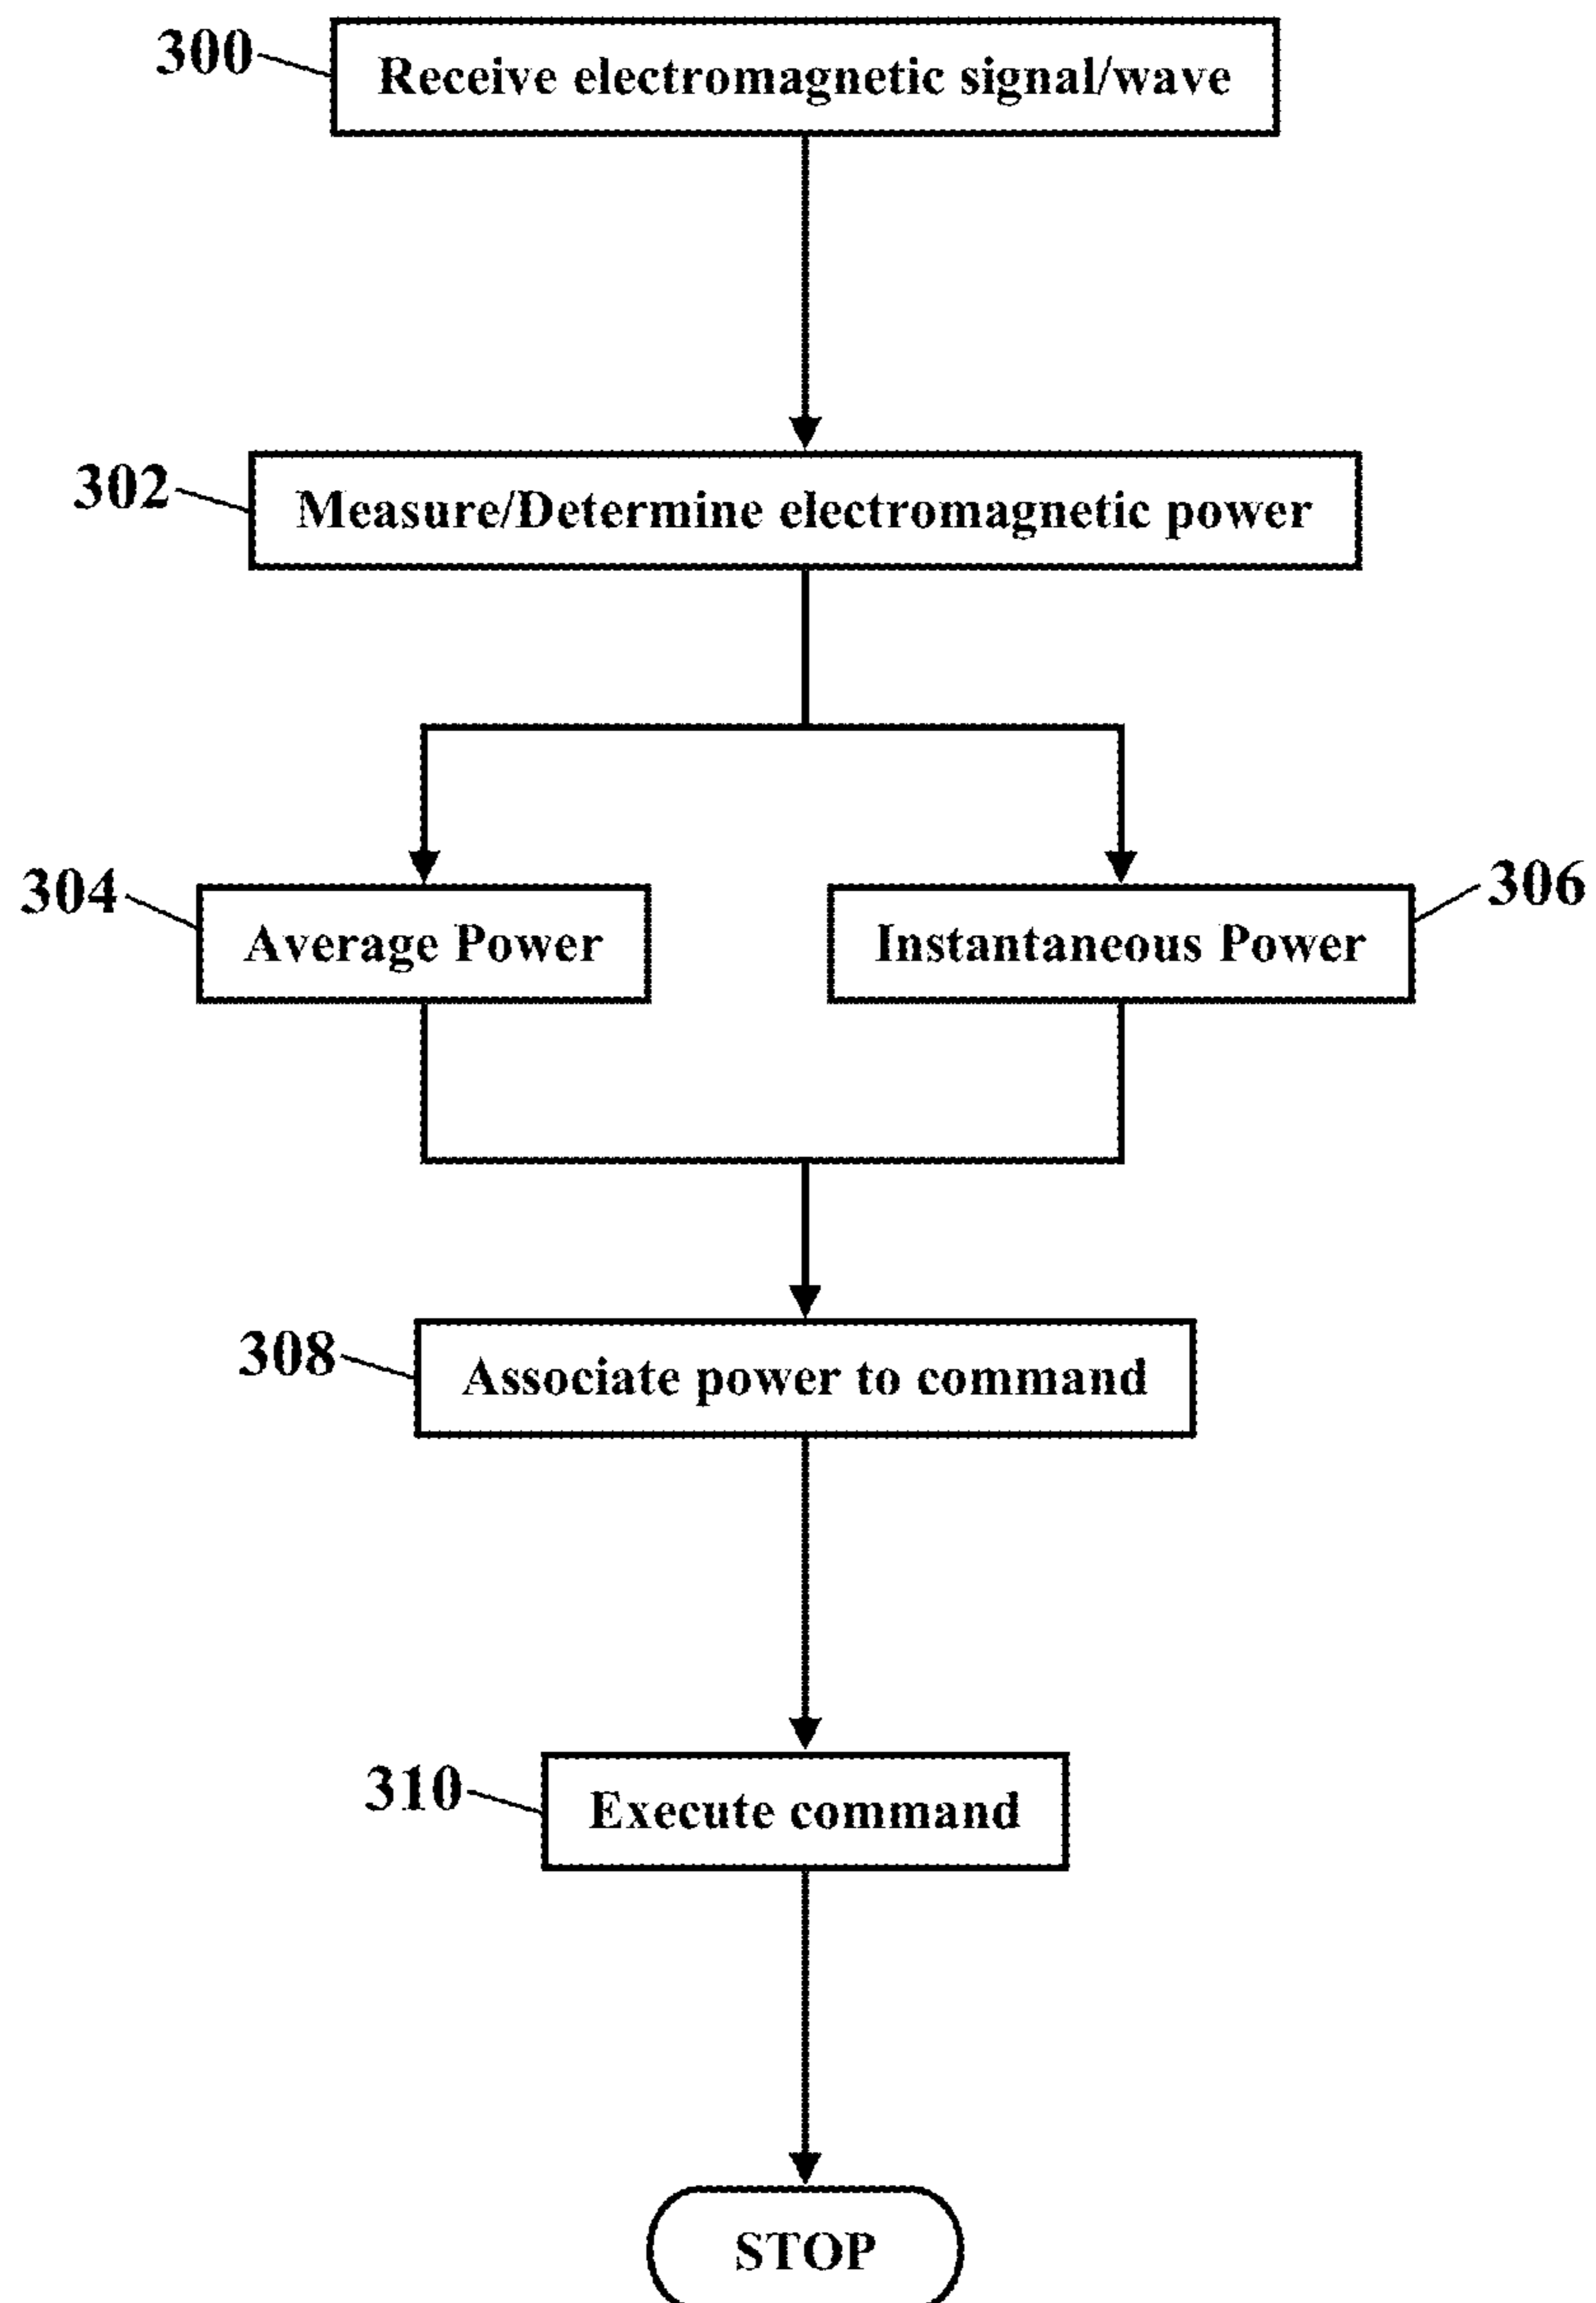 300
Receive electromagnetic signal/wave
302
Measure/Determine electromagnetic power
304
Average Power
Instantaneous Power
306
308
Associate power to command
310
Execute command
STOP